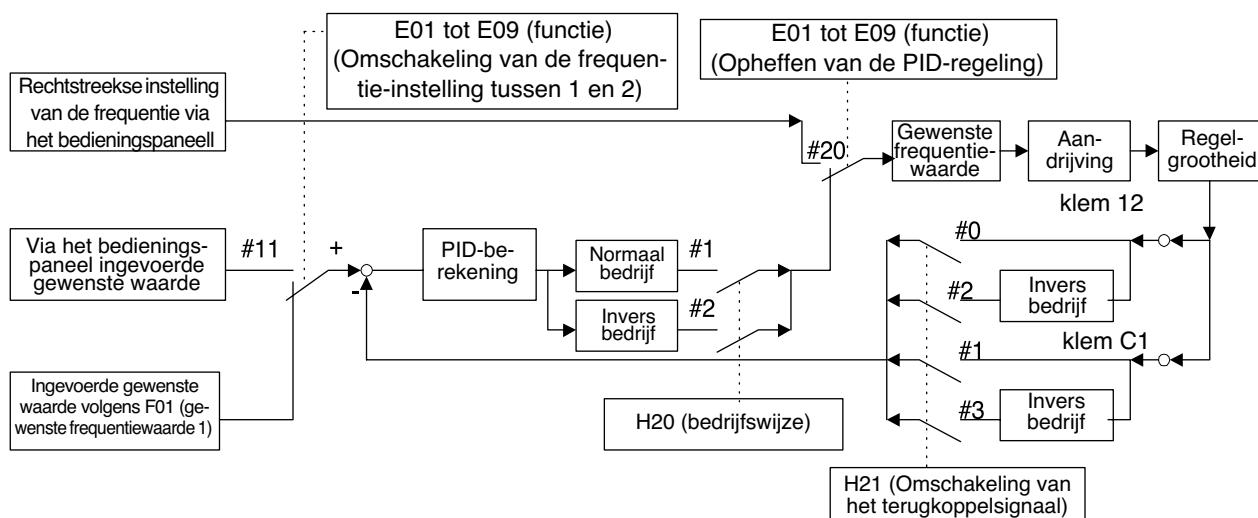 E01 tot E09 (functie)
(Omschakeling van de frequen-
tie-instelling tussen 1 en 2)
E01 tot E09 (functie)
(Opheffen van de PID-regeling)
Rechtstreekse instelling
van de frequentie via
het bedieningspaneell
#20
Gewenste
frequentie-
waarde
Aan-
drijving
Regel-
grootheid
klem 12
Via het bedienings-
paneel ingevoerde
gewenste waarde
#11
+
-
PID-be-
rekening
Normaal
bedrijf
#1
Invers
bedrijf
#2
#0
#2
Invers
bedrijf
klem C1
#1
#3
Invers
bedrijf
Ingevoerde gewenste
waarde volgens F01 (ge-
wenste frequentiewaarde 1)
H20 (bedrijfswijze)
H21 (Omschakeling van
het terugkoppelsignaal)